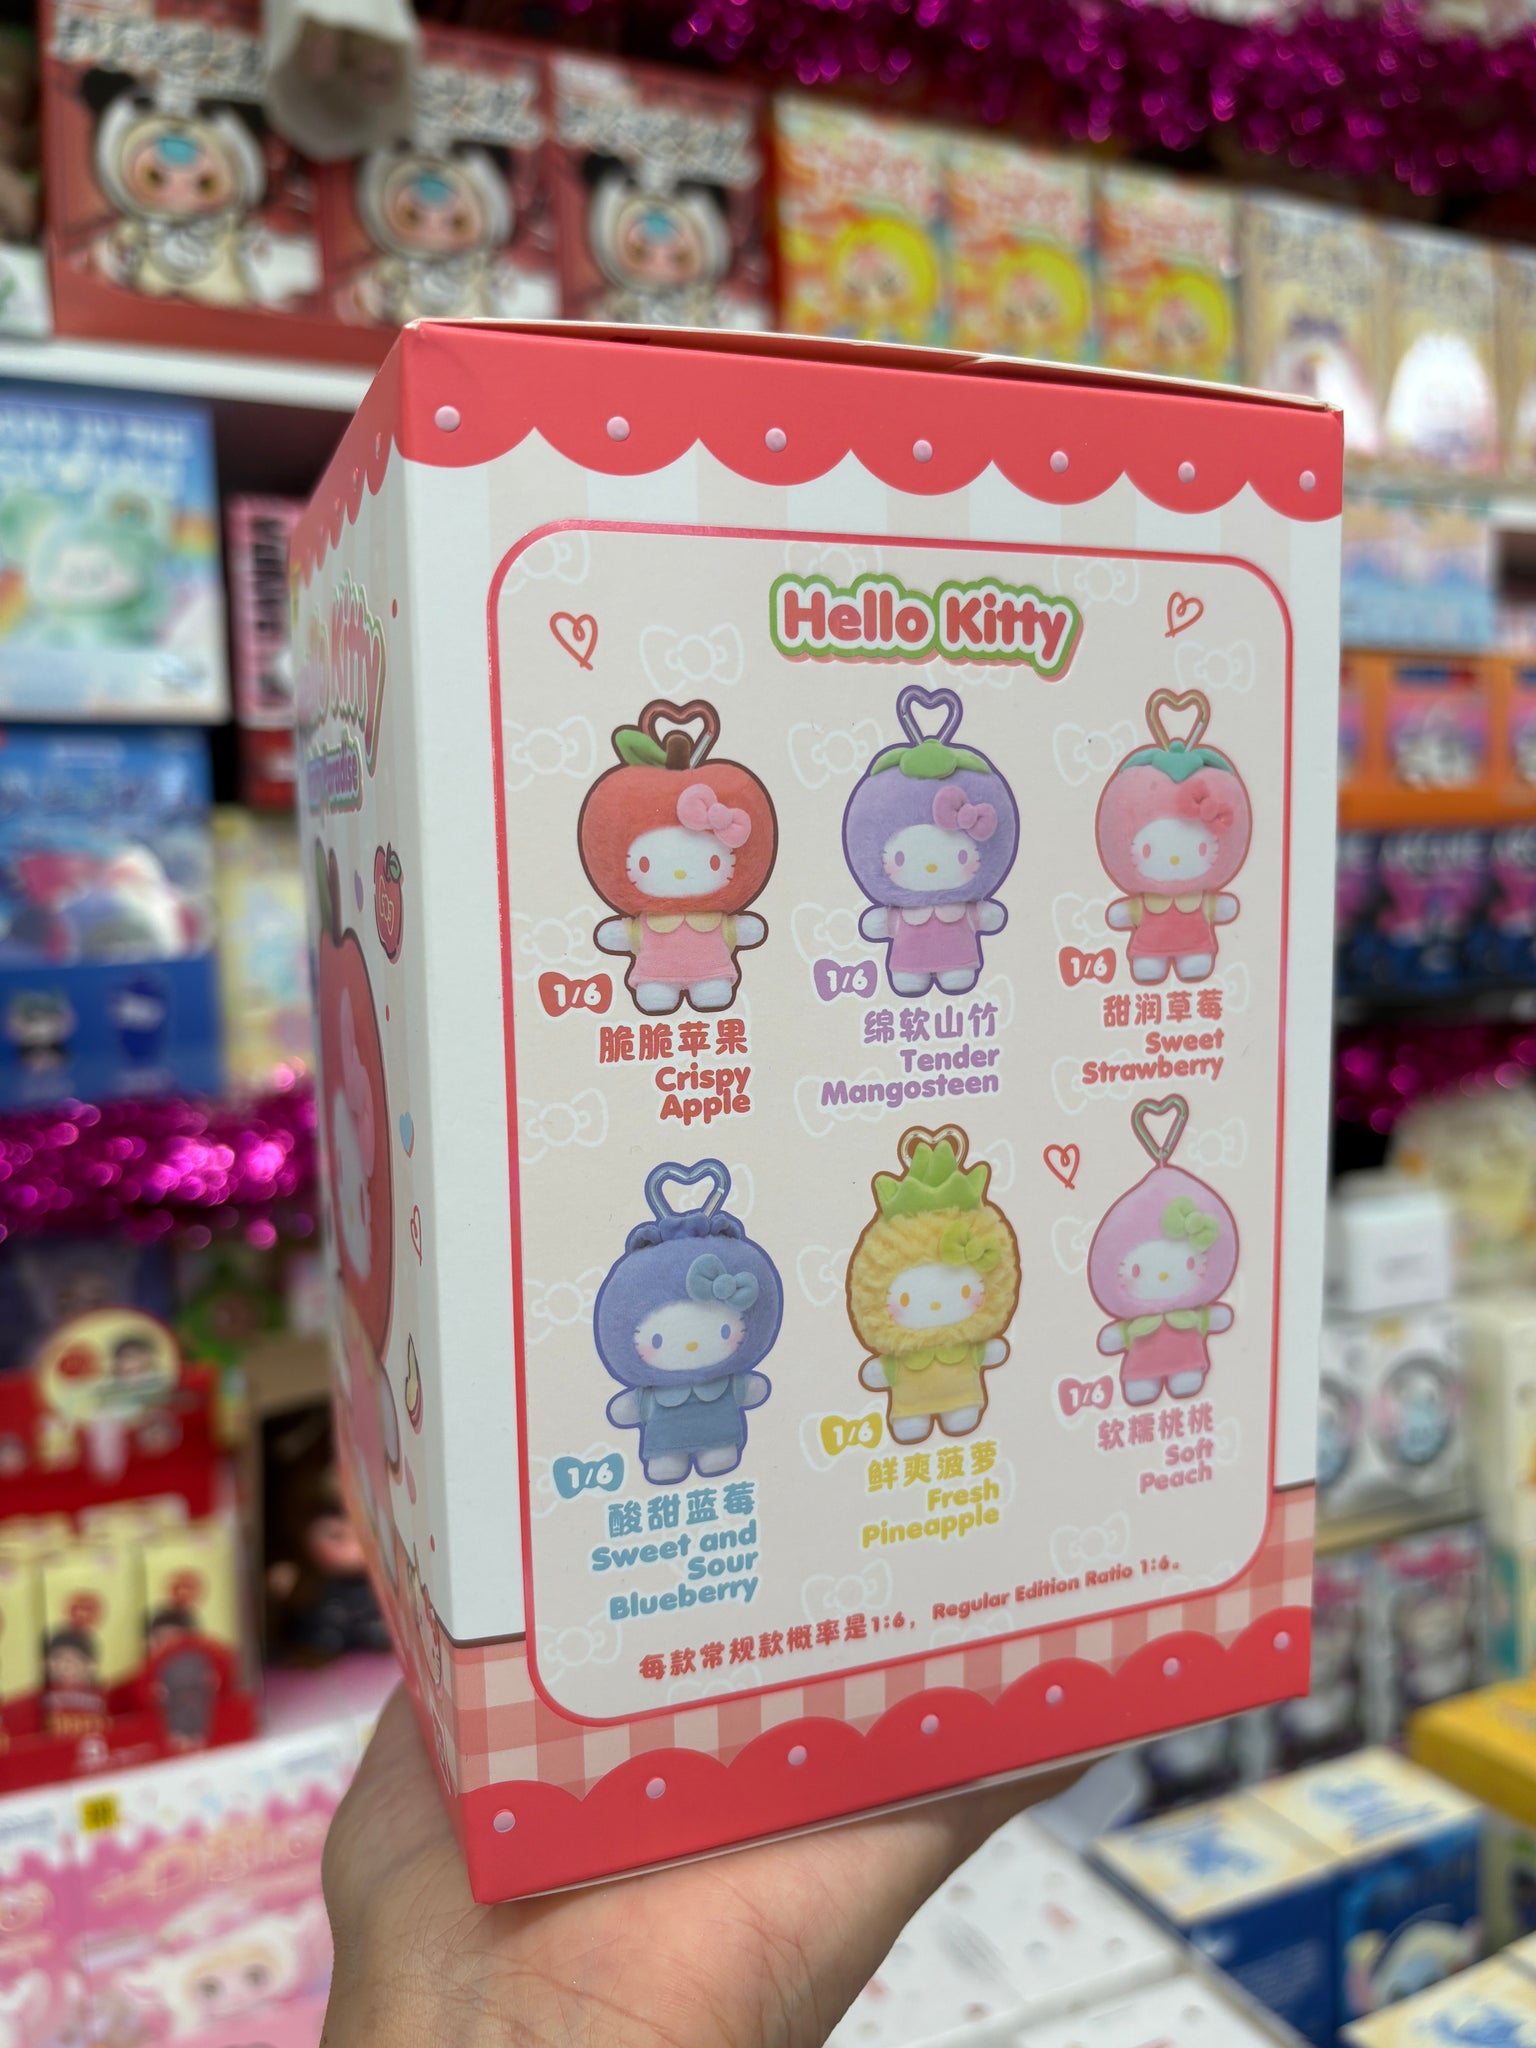 Hello Kitty
1/6
脆脆苹果
Crispy
Apple
1/6
绵软山竹
Tender
Mangosteen
1/6
甜润草莓
Sweet
Strawberry
1/6
酸甜蓝莓
Sweet and
Sour
Blueberry
1/6
鲜爽菠萝
Fresh
Pineapple
1/6
软糯桃桃
Soft
Peach
每款常规款概率是1:6，Regular Edition Ratio 1:6。
Kitty
Paradise